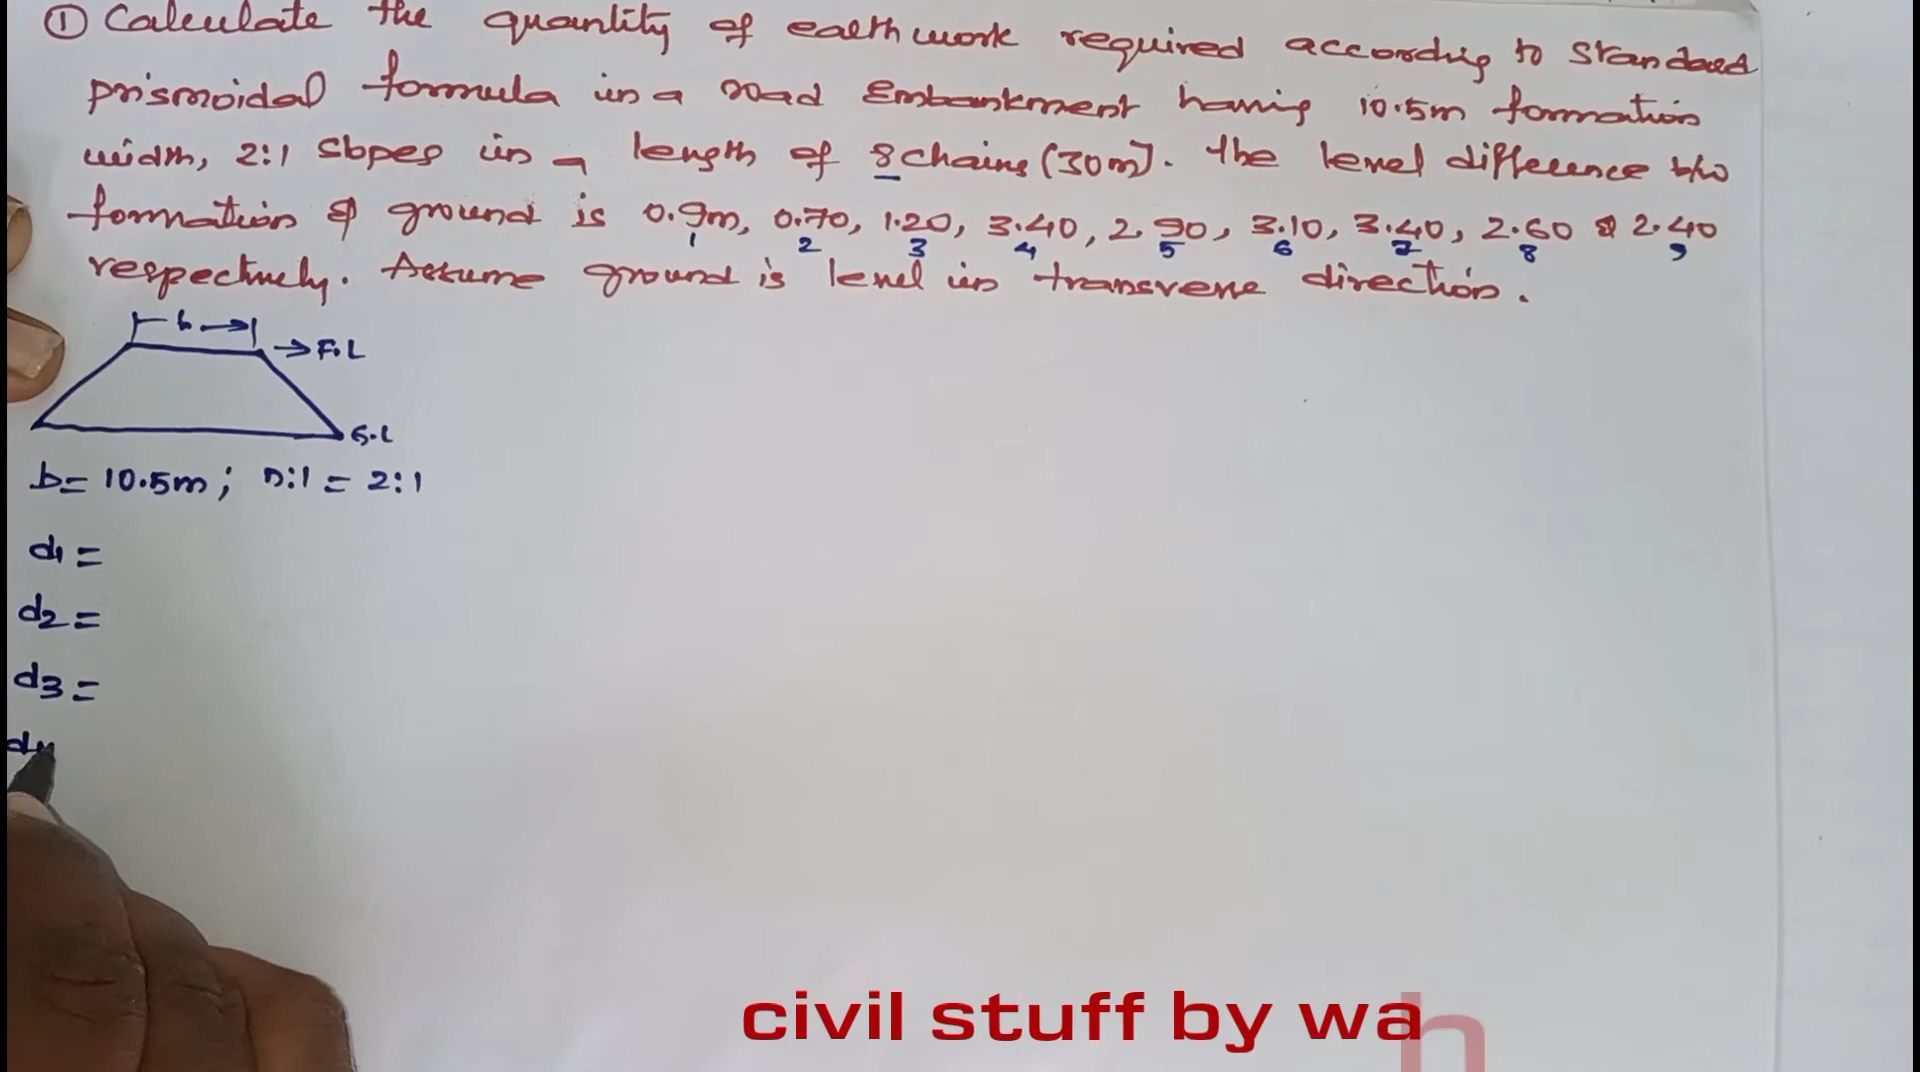 ① Calculate the quantity of earthwork required according to standard
prismoidal formula in a road Embankment having 10.5m formation
width, 2:1 slopes in a length of 8 chains (30m). The level difference b/w
formation & ground is 0.9m, 0.70, 1.20, 3.40, 2.90, 3.10, 3.40, 2.60 & 2.40
1 2 3 4 5 6 7 8 9
respectively. Assume ground is level in transverse direction.
b
F.L
G.L
b= 10.5m; n:1 = 2:1
d1 =
d2 =
d3 =
d4
civil stuff by wah